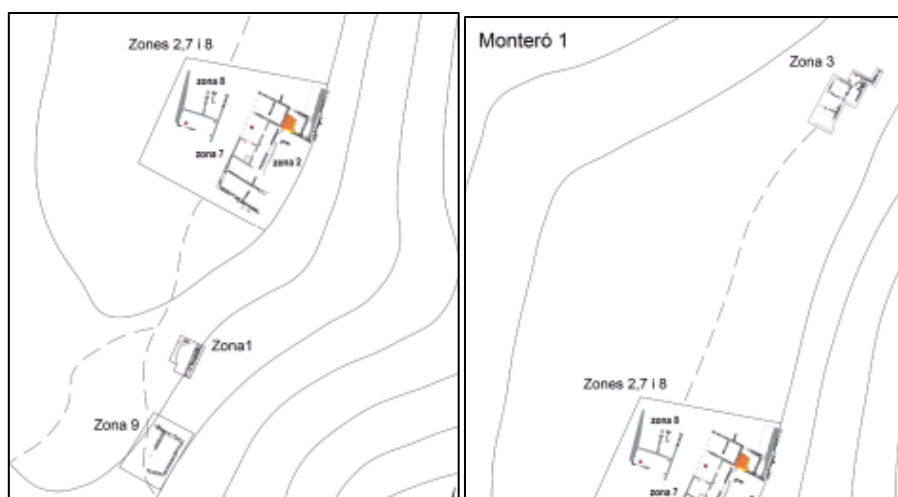 Zones 2,7 i 8
zona 8
zona 7
zona 2
Zona1
Zona 9
Monteró 1
Zona 3
Zones 2,7 i 8
zona 8
zona 7